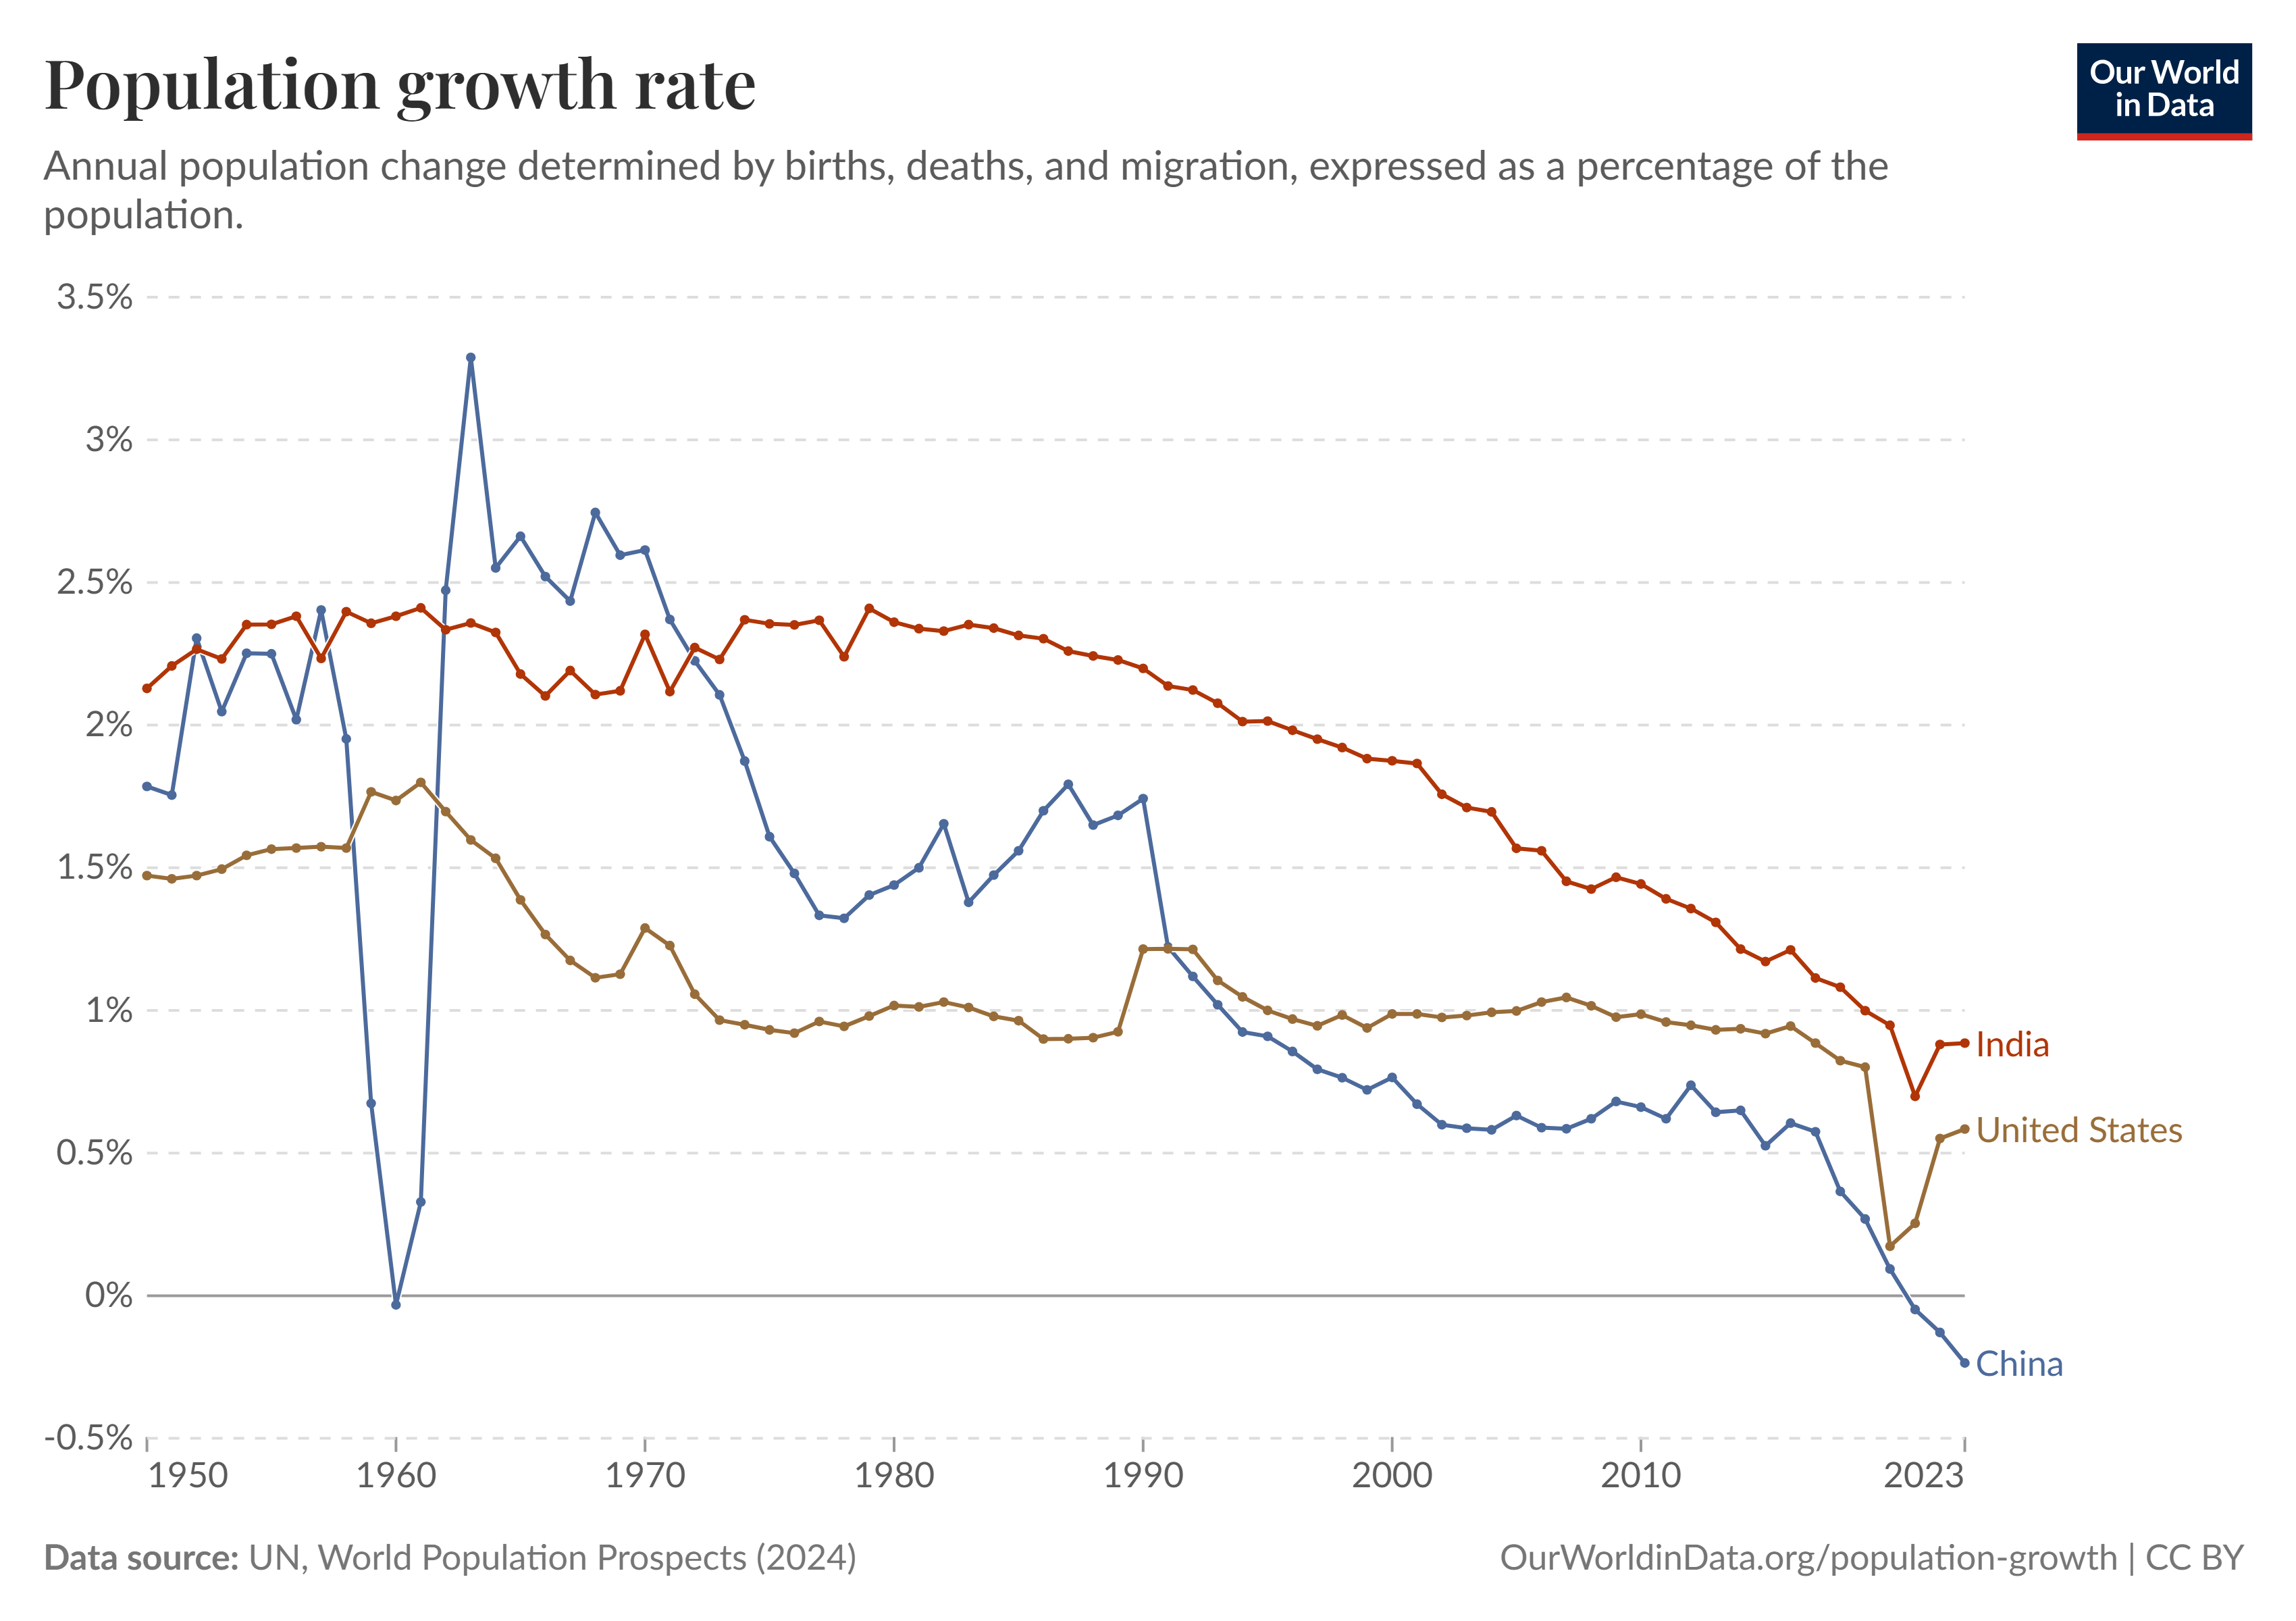 Population growth rate
Our World
in Data
Annual population change determined by births, deaths, and migration, expressed as a percentage of the
population.
3.5%
3%
2.5%
2%
1.5%
1%
0.5%
0%
-0.5%
India
United States
China
1950 1960 1970 1980 1990 2000 2010 2023
Data source: UN, World Population Prospects (2024)
OurWorldinData.org/population-growth | CC BY